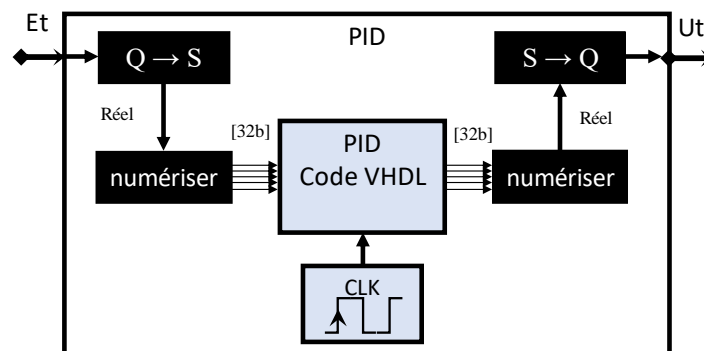 Et
PID
Ut
Q → S
S → Q
Réel
Réel
[32b]
[32b]
numériser
PID
Code VHDL
numériser
CLK